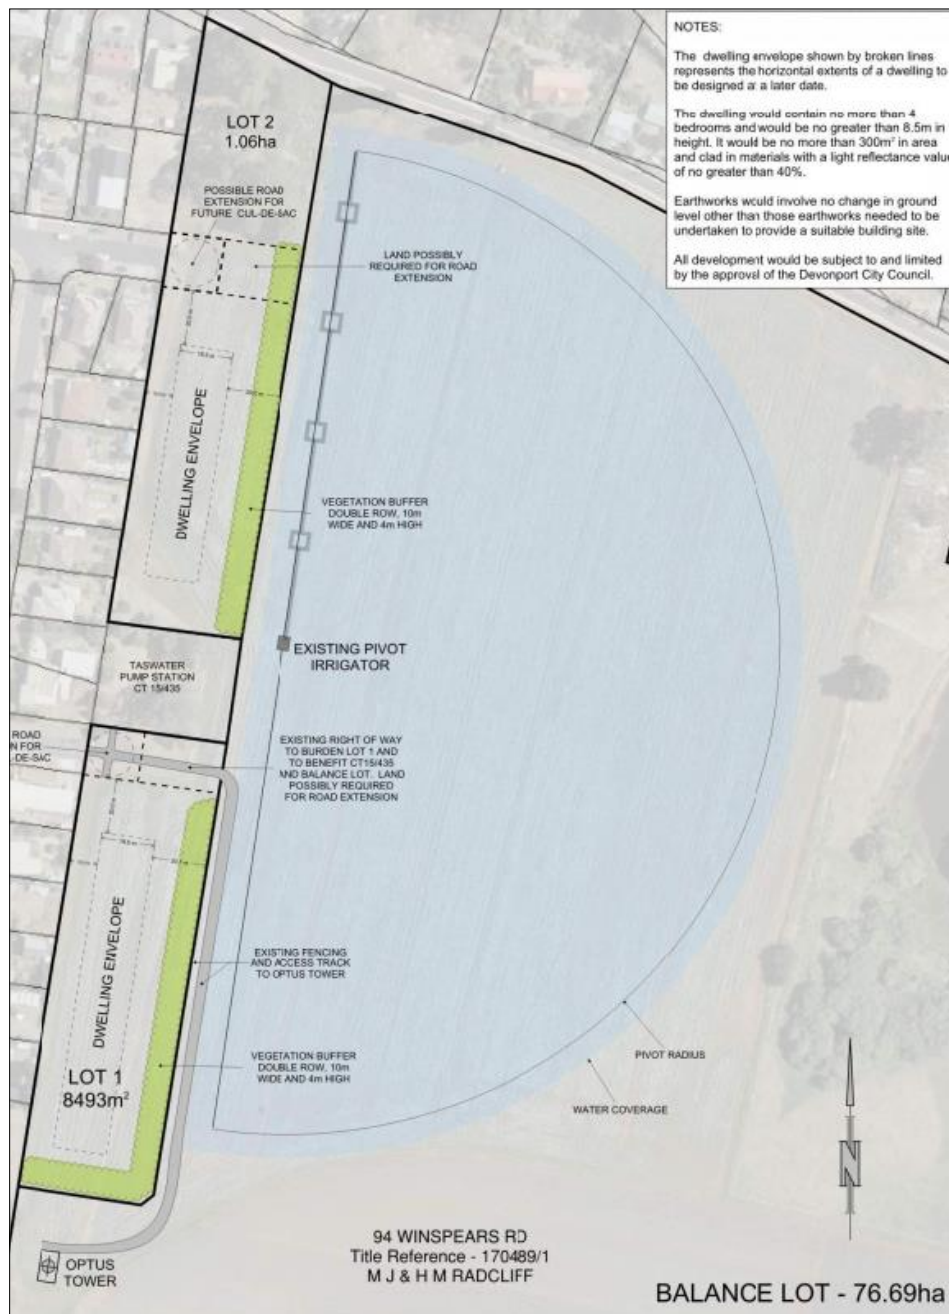 NOTES:
The dwelling envelope shown by broken lines
represents the horizontal extents of a dwelling to
be designed at a later date.
The dwelling would contain no more than 4
bedrooms and would be no greater than 8.5m in
height. It would be no more than 300m² in area
and clad in materials with a light reflectance value
of no greater than 40%.
Earthworks would involve no change in ground
level other than those earthworks needed to be
undertaken to provide a suitable building site.
All development would be subject to and limited
by the approval of the Devonport City Council.
LOT 2
1.06ha
POSSIBLE ROAD
EXTENSION FOR
FUTURE CUL-DE-SAC
LAND POSSIBLY
REQUIRED FOR ROAD
EXTENSION
DWELLING ENVELOPE
VEGETATION BUFFER
DOUBLE ROW, 10m
WIDE AND 4m HIGH
EXISTING PIVOT
IRRIGATOR
TASWATER
PUMP STATION
CT 15/435
ROAD
N FOR
-DE-SAC
EXISTING RIGHT OF WAY
TO BURDEN LOT 1 AND
TO BENEFIT CT15/435
AND BALANCE LOT. LAND
POSSIBLY REQUIRED
FOR ROAD EXTENSION
DWELLING ENVELOPE
EXISTING FENCING
AND ACCESS TRACK
TO OPTUS TOWER
VEGETATION BUFFER
DOUBLE ROW, 10m
WIDE AND 4m HIGH
LOT 1
8493m²
PIVOT RADIUS
WATER COVERAGE
N
OPTUS
TOWER
94 WINSPEARS RD
Title Reference - 170489/1
M J & H M RADCLIFF
BALANCE LOT - 76.69ha